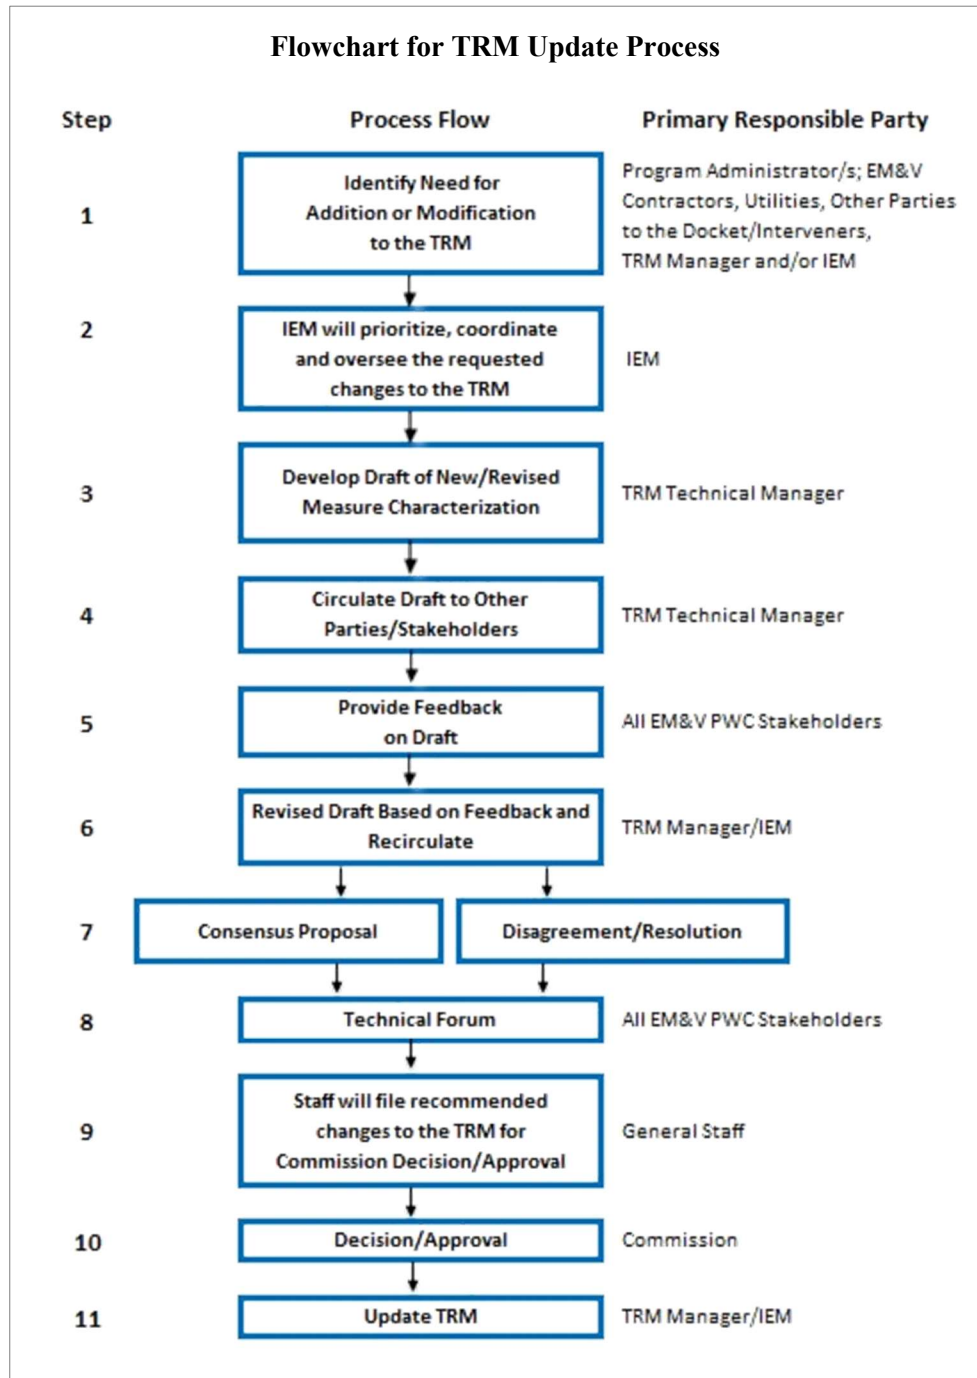 Flowchart for TRM Update Process
Step
Process Flow
Primary Responsible Party
1
Identify Need for
Addition or Modification
to the TRM
Program Administrator/s; EM&V
Contractors, Utilities, Other Parties
to the Docket/Interveners,
TRM Manager and/or IEM
2
IEM will prioritize, coordinate
and oversee the requested
changes to the TRM
IEM
3
Develop Draft of New/Revised
Measure Characterization
TRM Technical Manager
4
Circulate Draft to Other
Parties/Stakeholders
TRM Technical Manager
5
Provide Feedback
on Draft
All EM&V PWC Stakeholders
6
Revised Draft Based on Feedback and
Recirculate
TRM Manager/IEM
7
Consensus Proposal
Disagreement/Resolution
8
Technical Forum
All EM&V PWC Stakeholders
9
Staff will file recommended
changes to the TRM for
Commission Decision/Approval
General Staff
10
Decision/Approval
Commission
11
Update TRM
TRM Manager/IEM